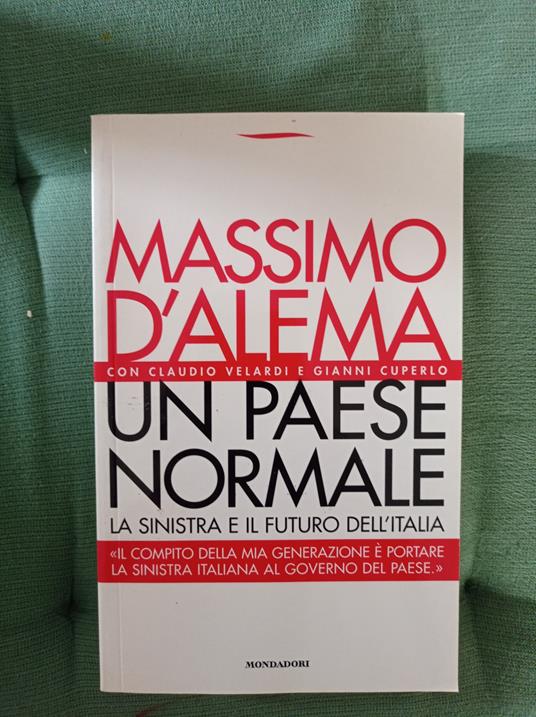 MASSIMO
D'ALEMA
CON CLAUDIO VELARDI E GIANNI CUPERLO
UN PAESE
NORMALE
LA SINISTRA E IL FUTURO DELL'ITALIA
«IL COMPITO DELLA MIA GENERAZIONE È PORTARE
LA SINISTRA ITALIANA AL GOVERNO DEL PAESE.»
MONDADORI